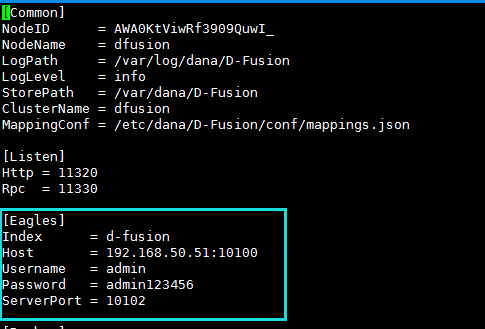 [Common]
NodeID      = AWA0KtViwRf3909QuwI_
NodeName    = dfusion
LogPath     = /var/log/dana/D-Fusion
LogLevel    = info
StorePath   = /var/dana/D-Fusion
ClusterName = dfusion
MappingConf = /etc/dana/D-Fusion/conf/mappings.json
[Listen]
Http = 11320
Rpc  = 11330
[Eagles]
Index      = d-fusion
Host       = 192.168.50.51:10100
Username   = admin
Password   = admin123456
ServerPort = 10102